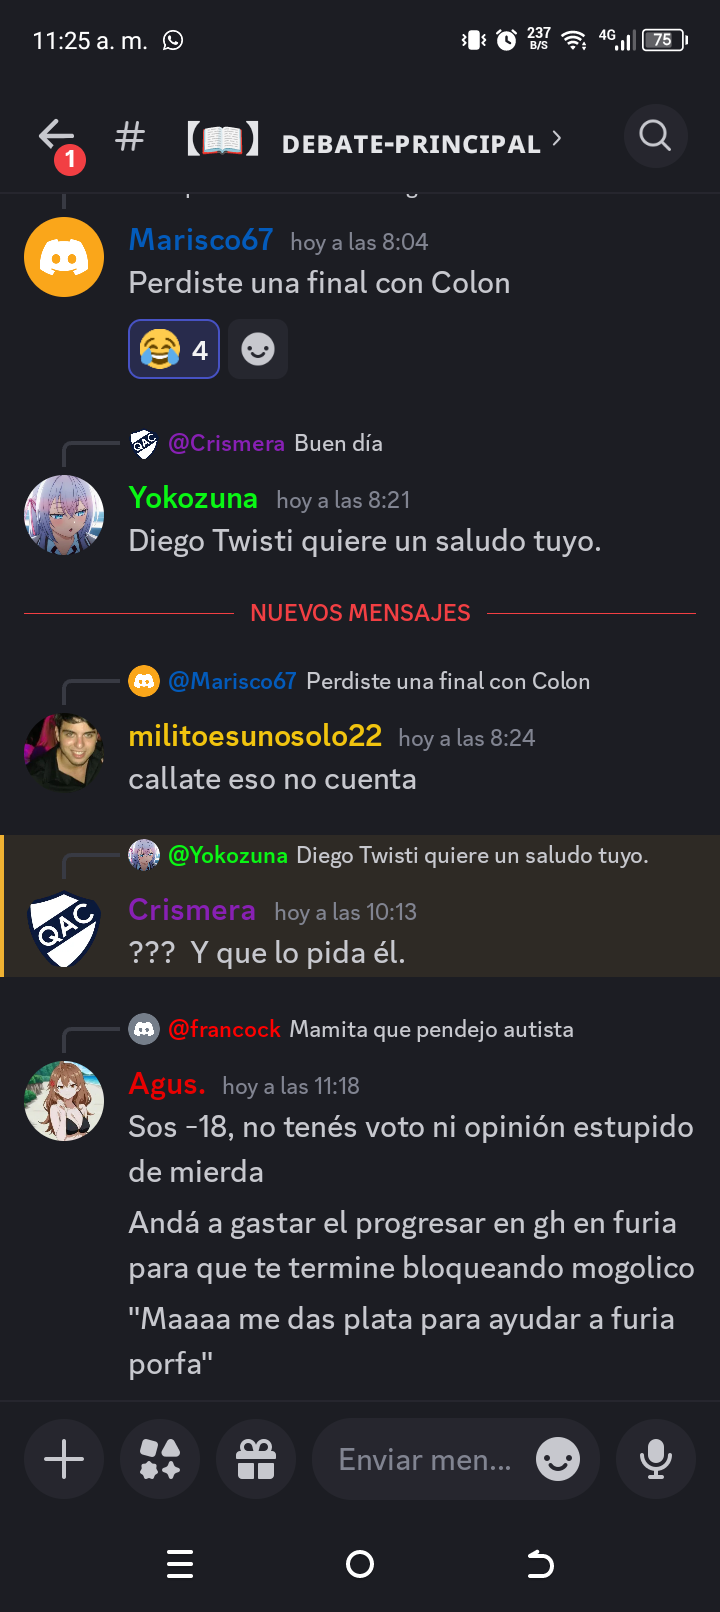 11:25 a. m.
237
B/S
4G
75
1
# 【📖】 DEBATE-PRINCIPAL ›
Marisco67 hoy a las 8:04
Perdiste una final con Colon
😂 4
QAC @Crismera Buen día
Yokozuna hoy a las 8:21
Diego Twisti quiere un saludo tuyo.
NUEVOS MENSAJES
@Marisco67 Perdiste una final con Colon
militoesunosolo22 hoy a las 8:24
callate eso no cuenta
@Yokozuna Diego Twisti quiere un saludo tuyo.
QAC
Crismera hoy a las 10:13
??? Y que lo pida él.
@francock Mamita que pendejo autista
Agus. hoy a las 11:18
Sos -18, no tenés voto ni opinión estupido
de mierda
Andá a gastar el progresar en gh en furia
para que te termine bloqueando mogolico
"Maaaa me das plata para ayudar a furia
porfa"
Enviar men...